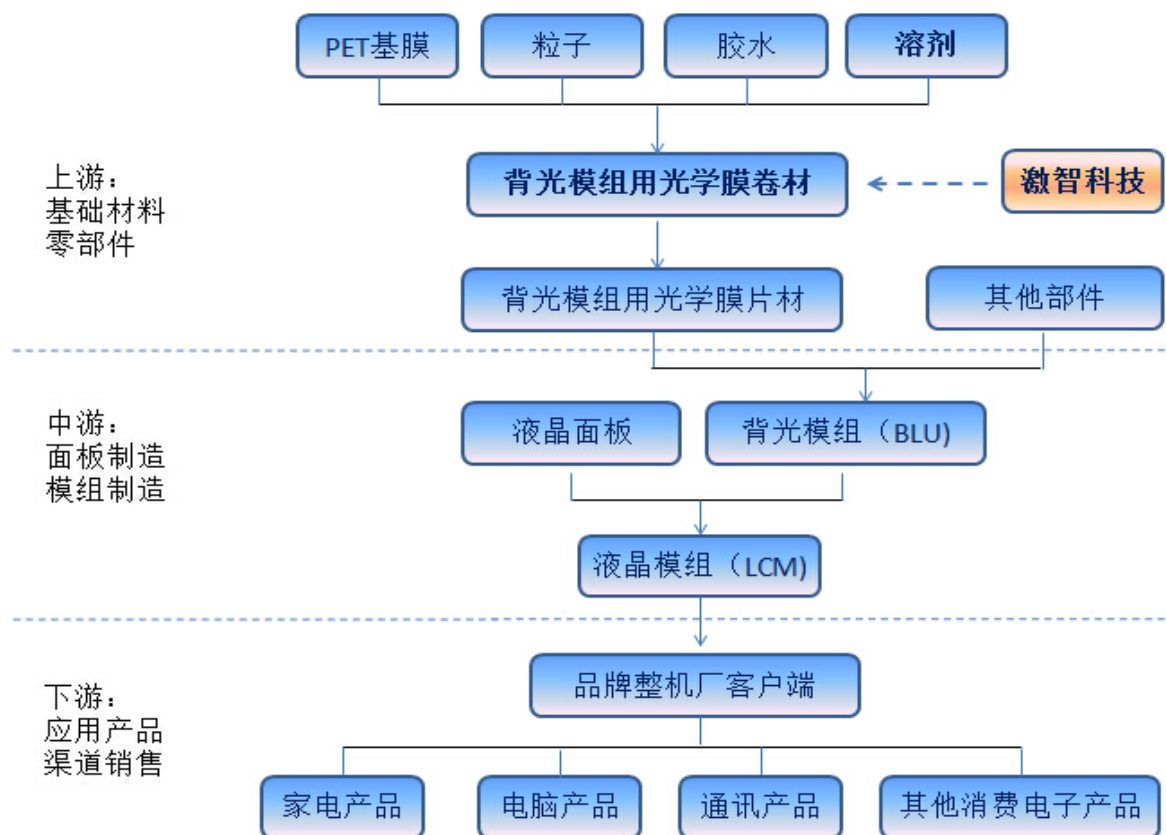 PET基膜
粒子
胶水
溶剂
上游：
基础材料
零部件
背光模组用光学膜卷材
激智科技
背光模组用光学膜片材
其他部件
中游：
面板制造
模组制造
液晶面板
背光模组（BLU)
液晶模组（LCM)
下游：
应用产品
渠道销售
品牌整机厂客户端
家电产品
电脑产品
通讯产品
其他消费电子产品